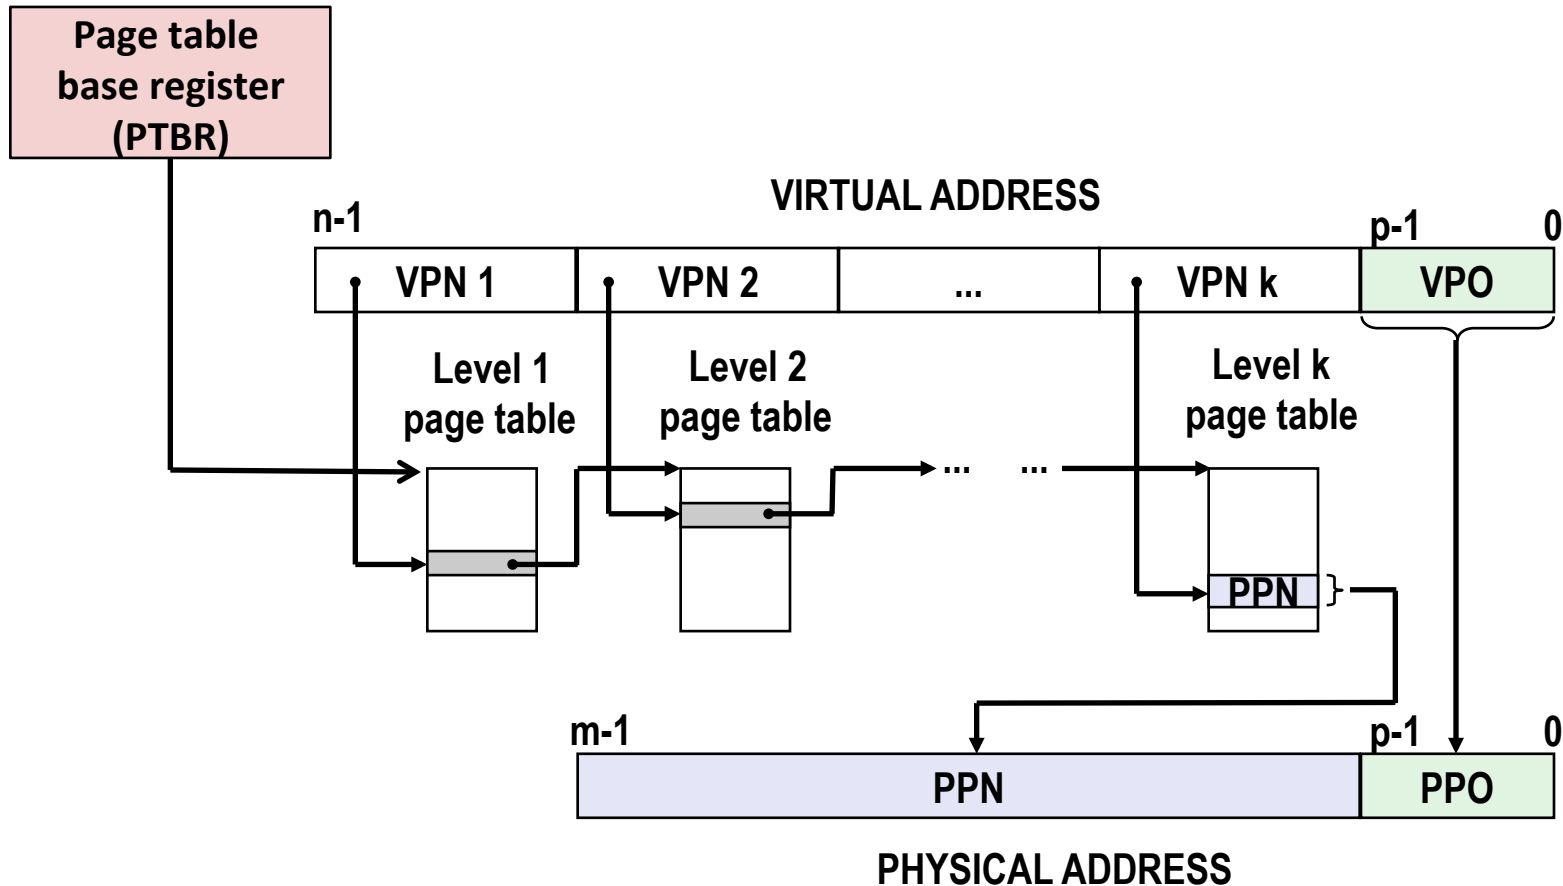 Page table
base register
(PTBR)
VIRTUAL ADDRESS
n-1
p-1
0
VPN 1
VPN 2
...
VPN k
VPO
Level 1
page table
Level 2
page table
Level k
page table
...
...
PPN
m-1
p-1
0
PPN
PPO
PHYSICAL ADDRESS